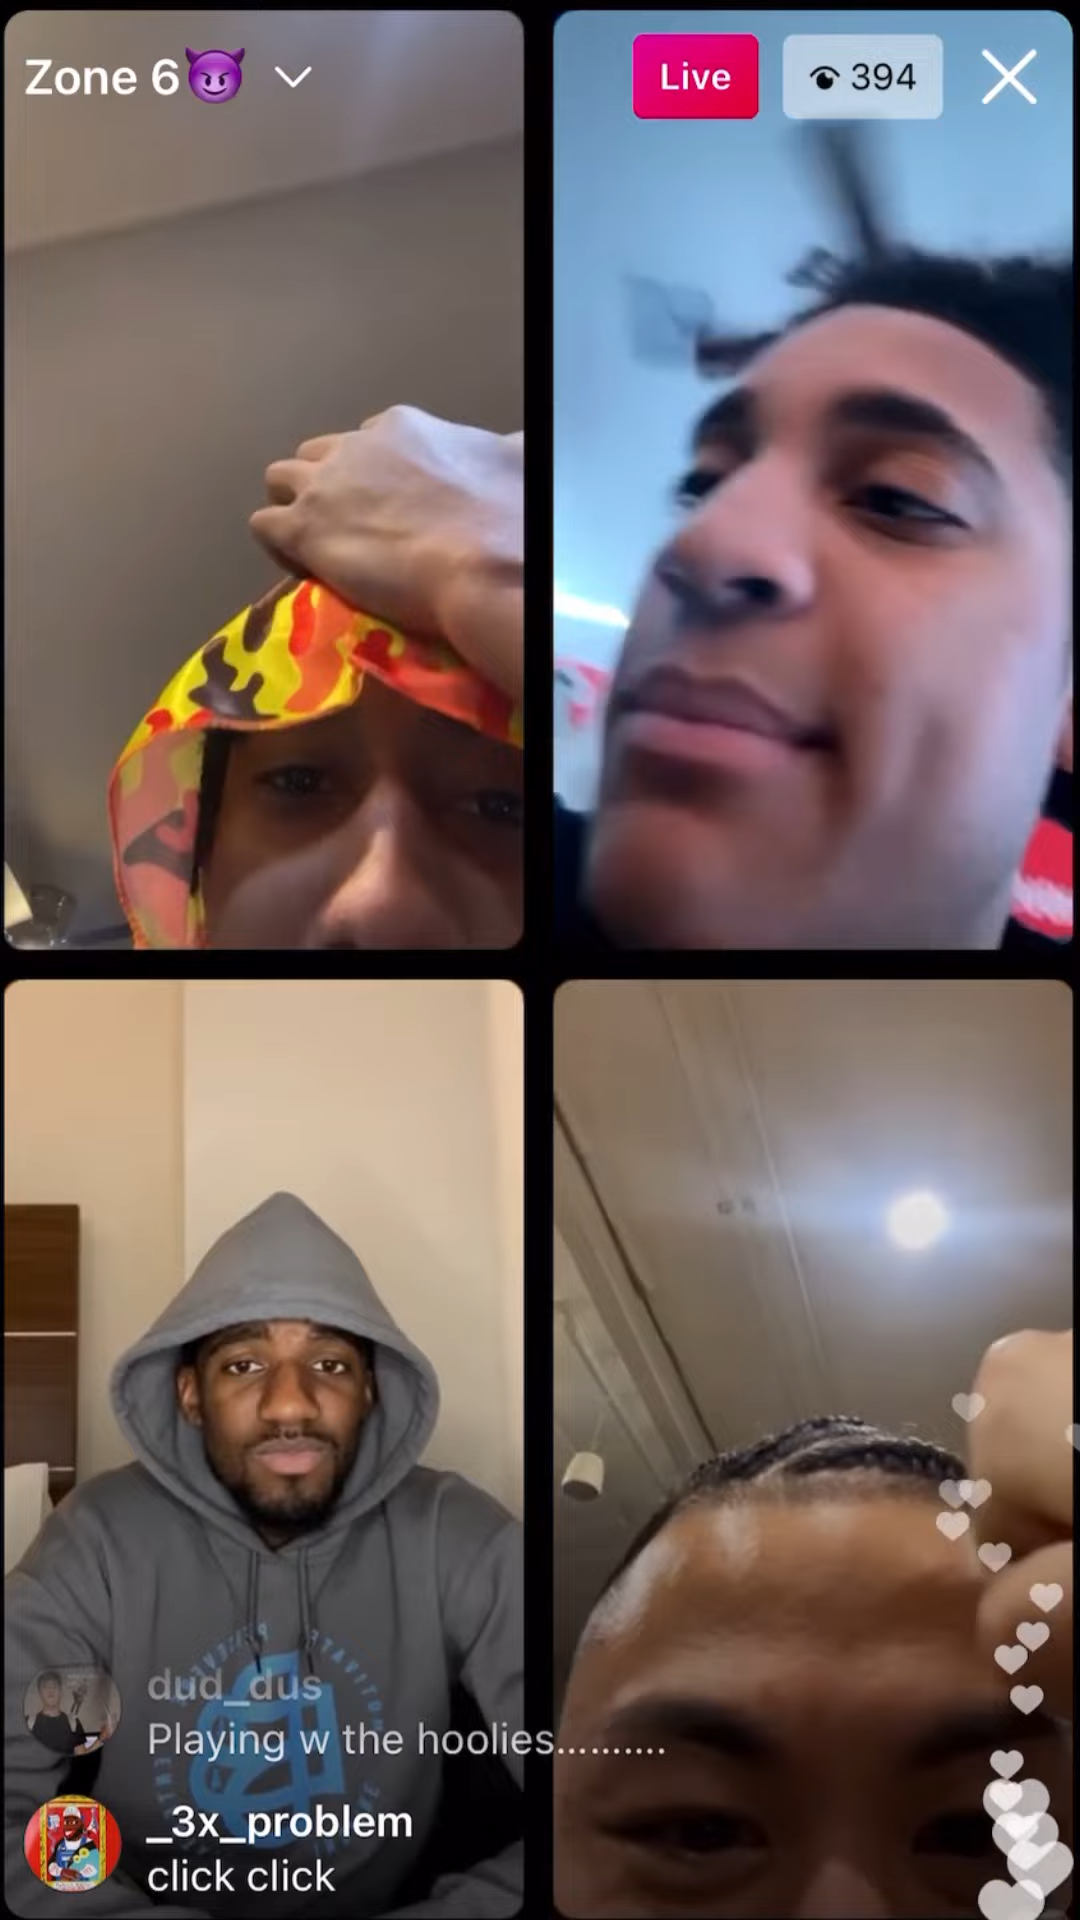 Zone 6😈
Live
394
dud_dus
Playing w the hoolies..........
_3x_problem
click click